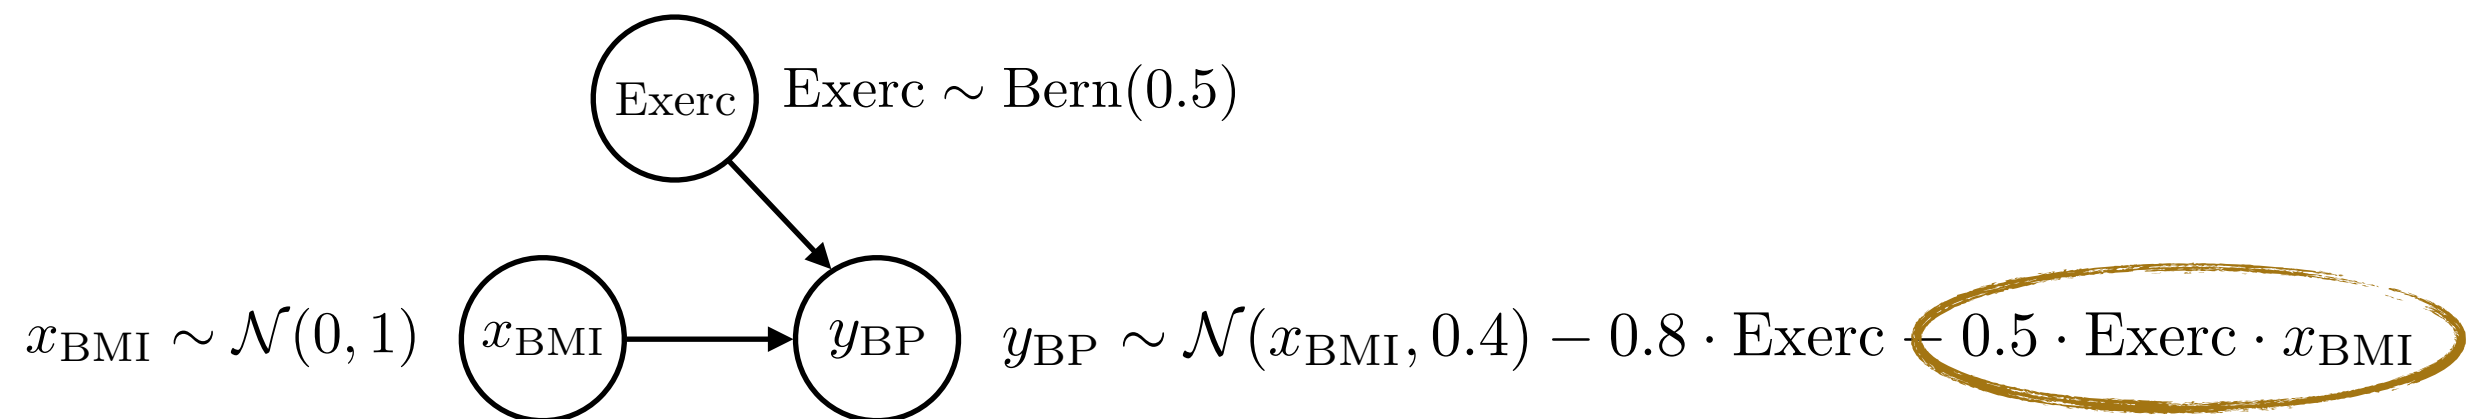 Exerc Exerc ∼ Bern(0.5)
x_BMI ∼ 𝒩(0, 1) x_BMI y_BP y_BP ∼ 𝒩(x_BMI, 0.4) − 0.8 · Exerc − 0.5 · Exerc · x_BMI